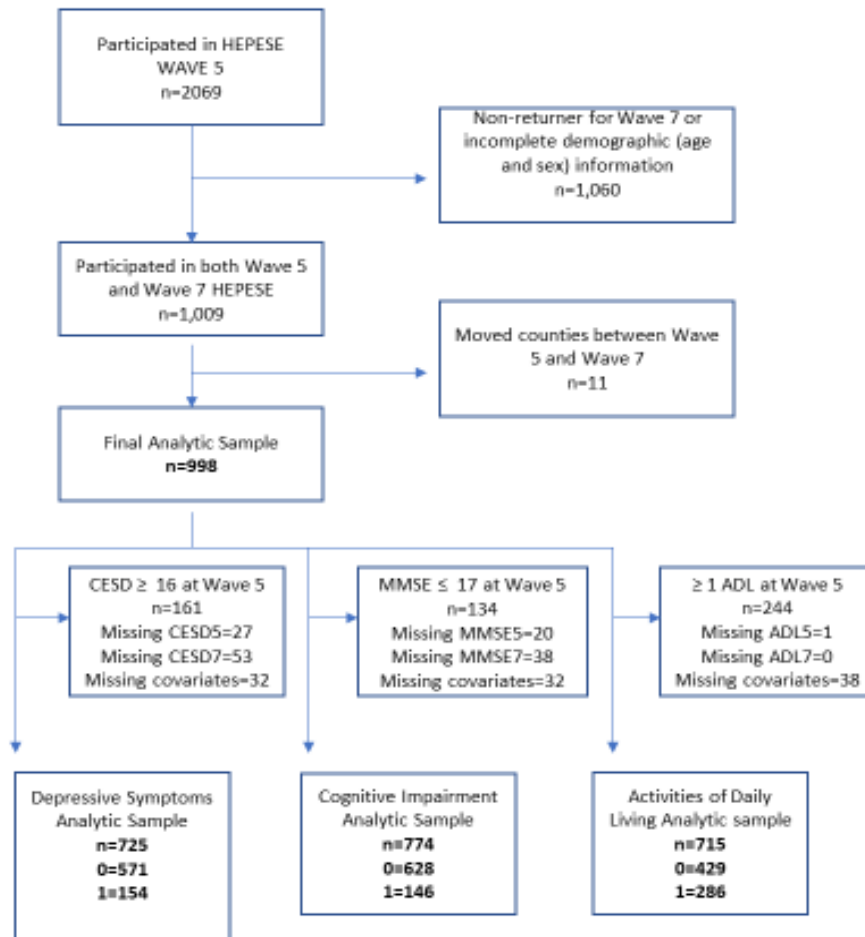 Participated in HEPESE
WAVE 5
n=2069
Non-returner for Wave 7 or
incomplete demographic (age
and sex) information
n=1,060
Participated in both Wave 5
and Wave 7 HEPESE
n=1,009
Moved counties between Wave
5 and Wave 7
n=11
Final Analytic Sample
n=998
CESD ≥ 16 at Wave 5
n=161
Missing CESD5=27
Missing CESD7=53
Missing covariates=32
MMSE ≤ 17 at Wave 5
n=134
Missing MMSE5=20
Missing MMSE7=38
Missing covariates=32
≥ 1 ADL at Wave 5
n=244
Missing ADL5=1
Missing ADL7=0
Missing covariates=38
Depressive Symptoms
Analytic Sample
n=725
0=571
1=154
Cognitive Impairment
Analytic Sample
n=774
0=628
1=146
Activities of Daily
Living Analytic sample
n=715
0=429
1=286